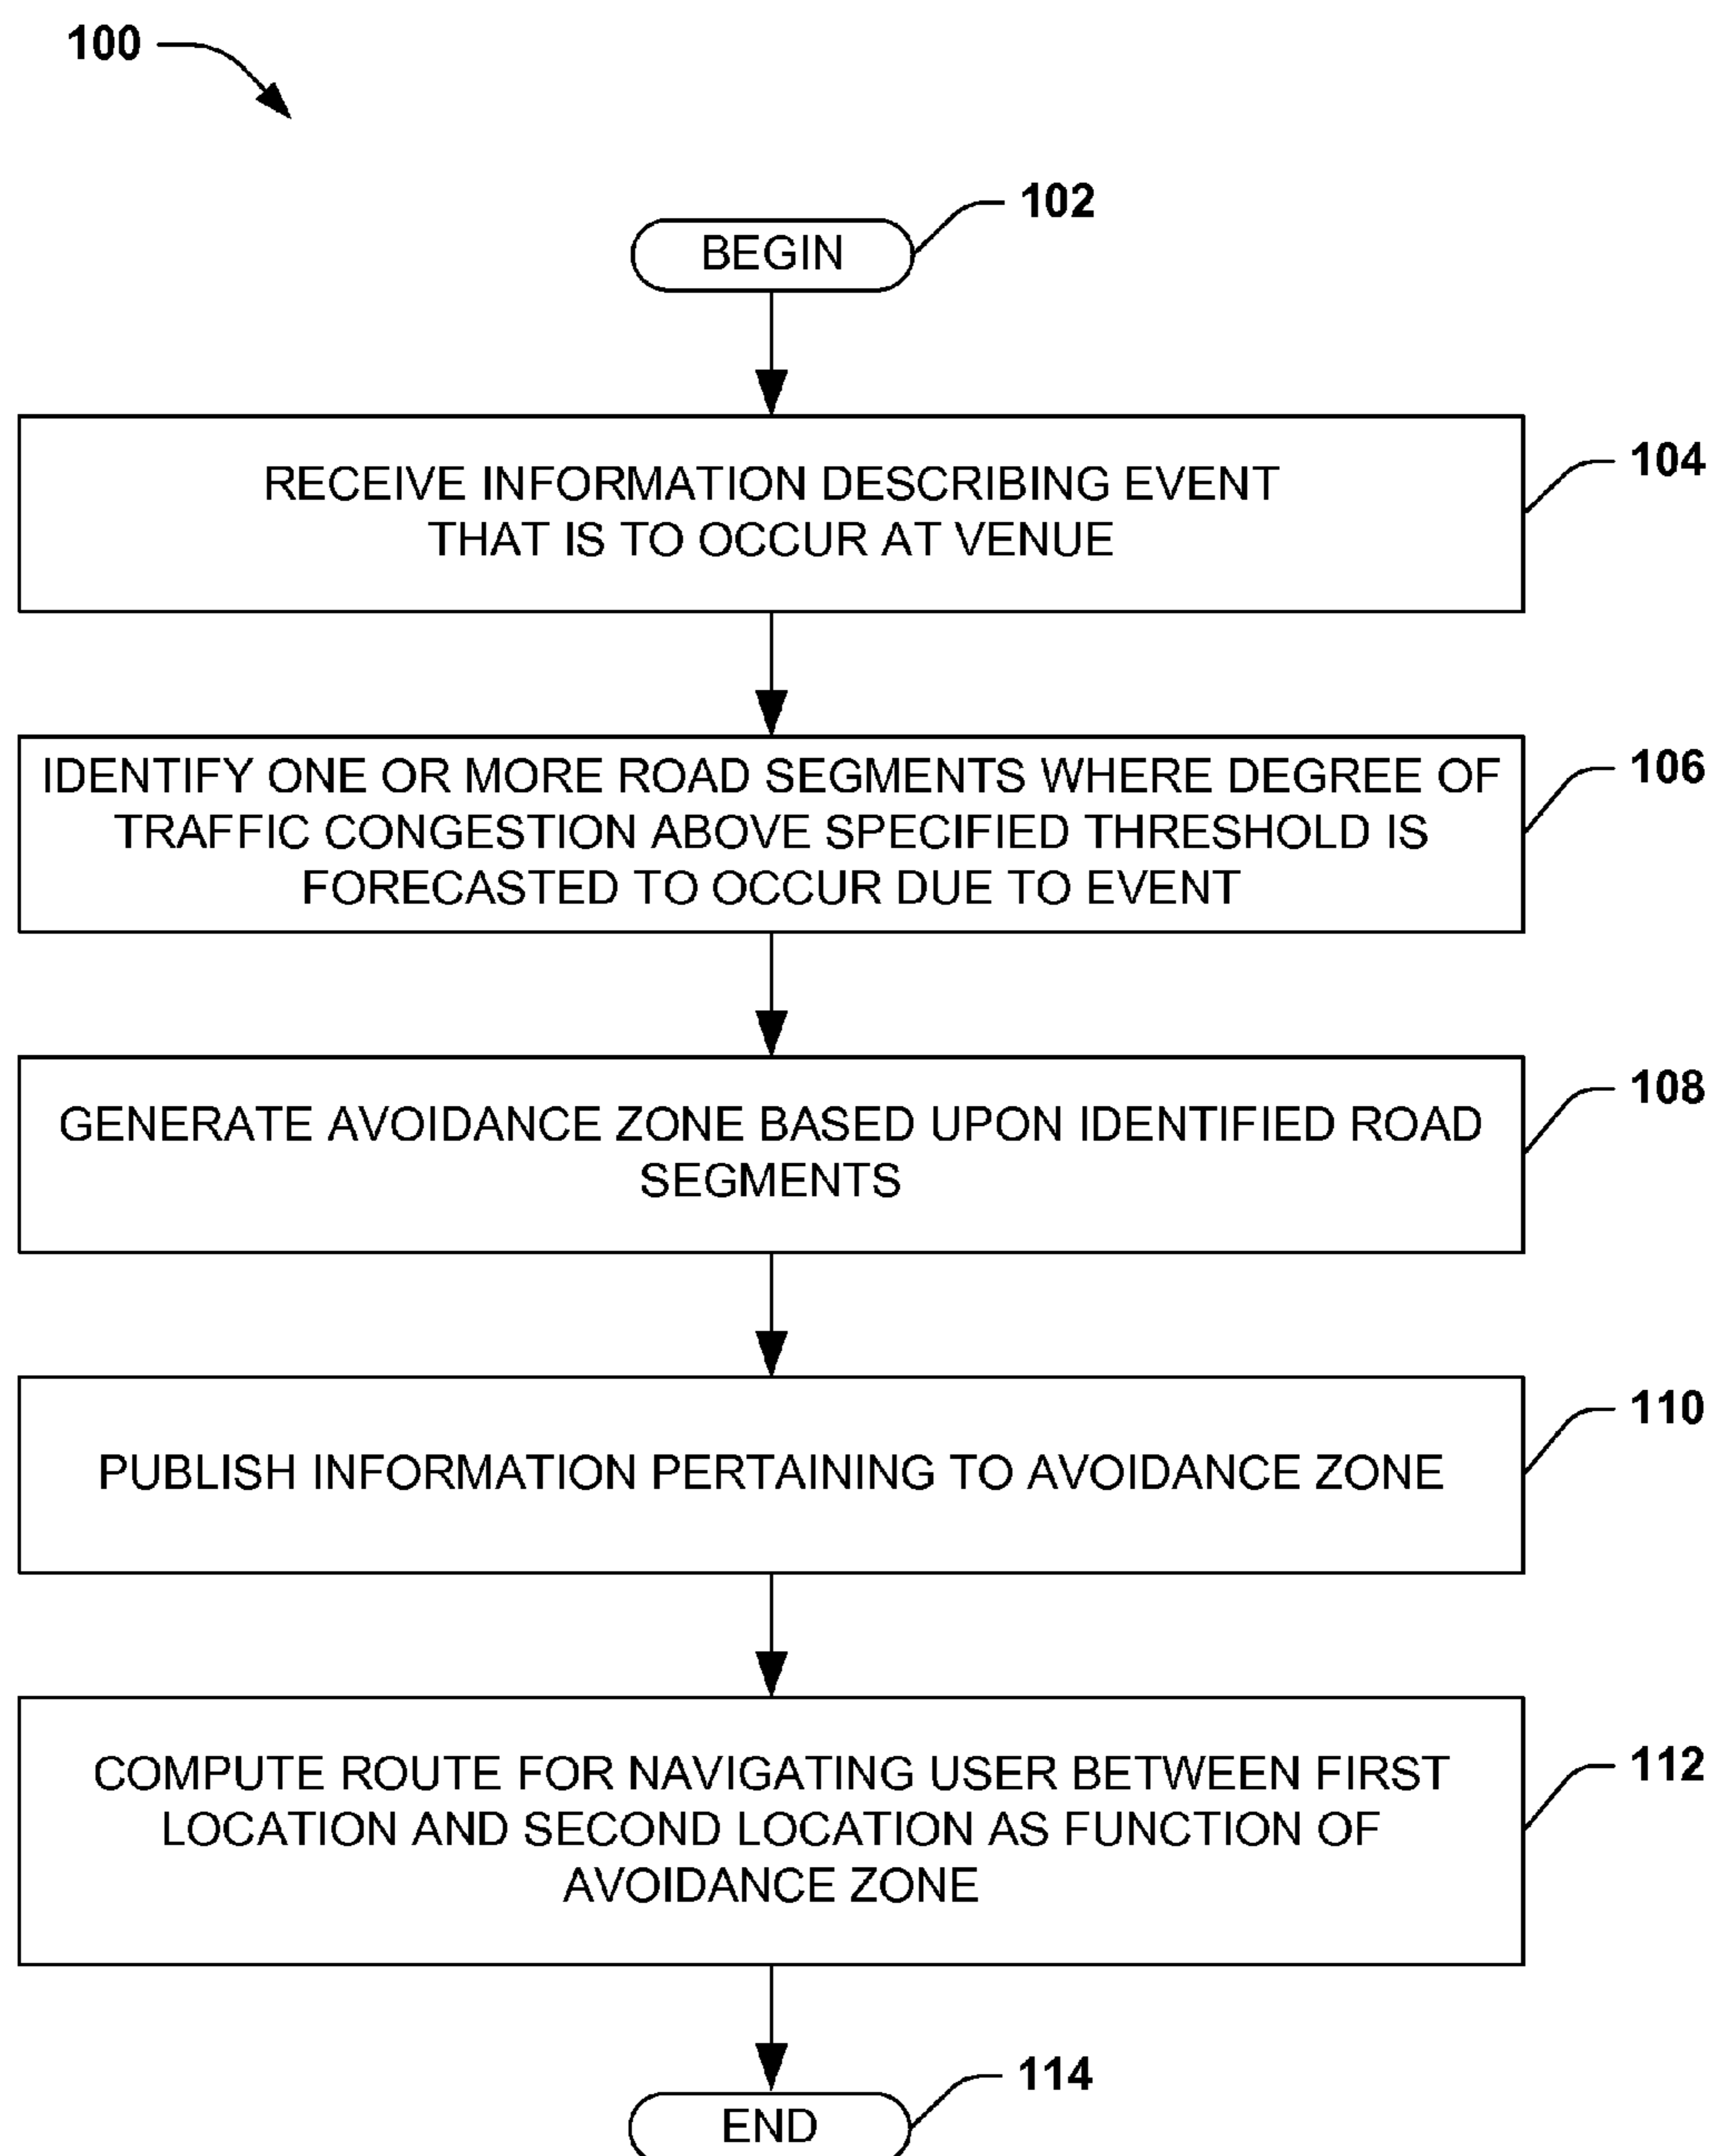 100
102
BEGIN
104
RECEIVE INFORMATION DESCRIBING EVENT
THAT IS TO OCCUR AT VENUE
106
IDENTIFY ONE OR MORE ROAD SEGMENTS WHERE DEGREE OF
TRAFFIC CONGESTION ABOVE SPECIFIED THRESHOLD IS
FORECASTED TO OCCUR DUE TO EVENT
108
GENERATE AVOIDANCE ZONE BASED UPON IDENTIFIED ROAD
SEGMENTS
110
PUBLISH INFORMATION PERTAINING TO AVOIDANCE ZONE
112
COMPUTE ROUTE FOR NAVIGATING USER BETWEEN FIRST
LOCATION AND SECOND LOCATION AS FUNCTION OF
AVOIDANCE ZONE
114
END